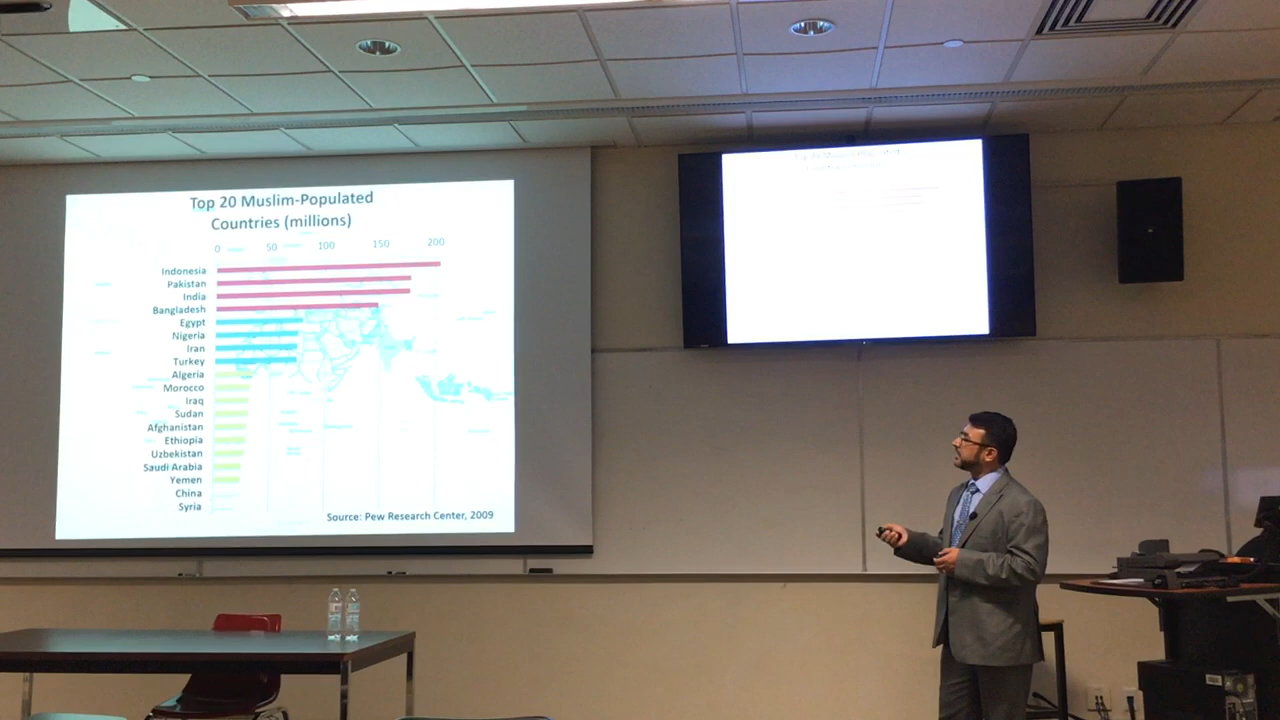 Top 20 Muslim-Populated
Countries (millions)
0 50 100 150 200
Indonesia
Pakistan
India
Bangladesh
Egypt
Nigeria
Iran
Turkey
Algeria
Morocco
Iraq
Sudan
Afghanistan
Ethiopia
Uzbekistan
Saudi Arabia
Yemen
China
Syria
Source: Pew Research Center, 2009